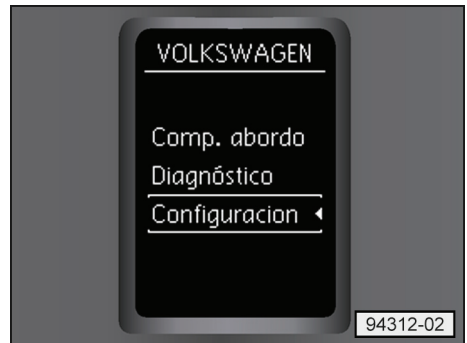 VOLKSWAGEN
Comp. abordo
Diagnóstico
Configuracion
94312-02